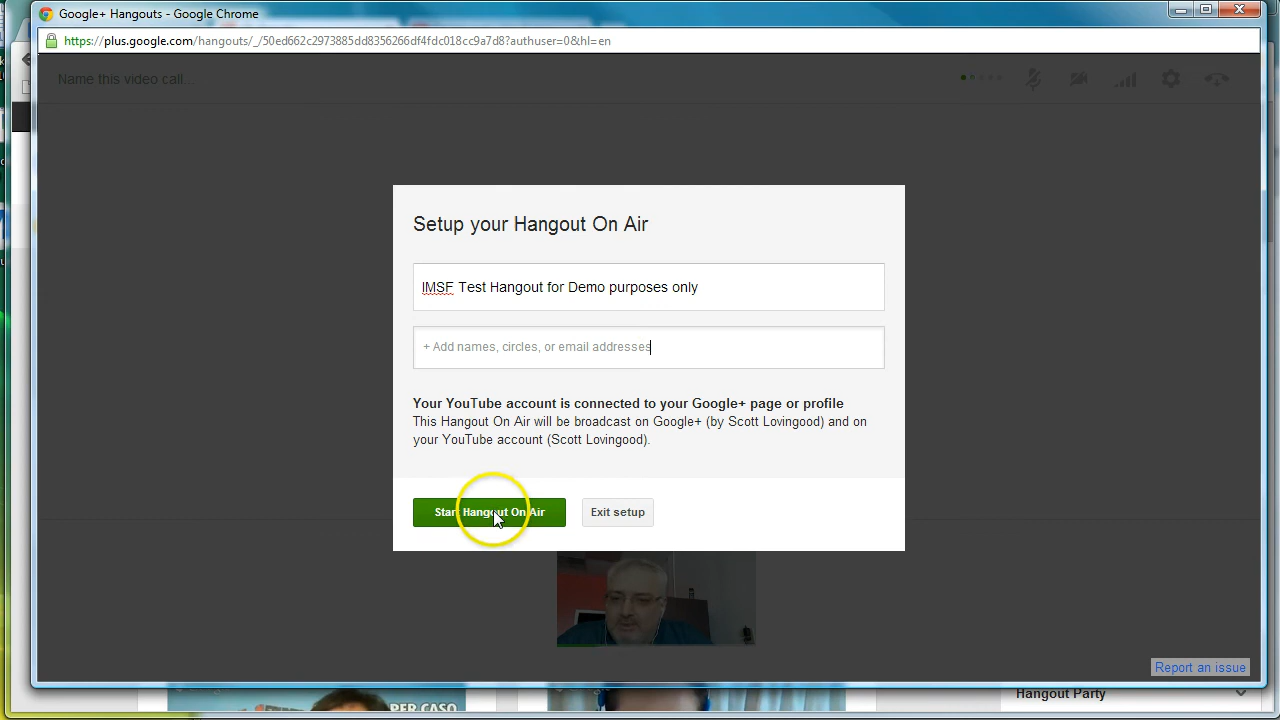 Google+ Hangouts - Google Chrome
https://plus.google.com/hangouts/_/50ed662c2973885dd8356266df4fdc018cc9a7d8?authuser=0&hl=en
Name this video call...
Setup your Hangout On Air
IMSF Test Hangout for Demo purposes only
+ Add names, circles, or email addresses
Your YouTube account is connected to your Google+ page or profile
This Hangout On Air will be broadcast on Google+ (by Scott Lovingood) and on
your YouTube account (Scott Lovingood).
Start Hangout On Air
Exit setup
Report an issue
PER CASO
Hangout Party